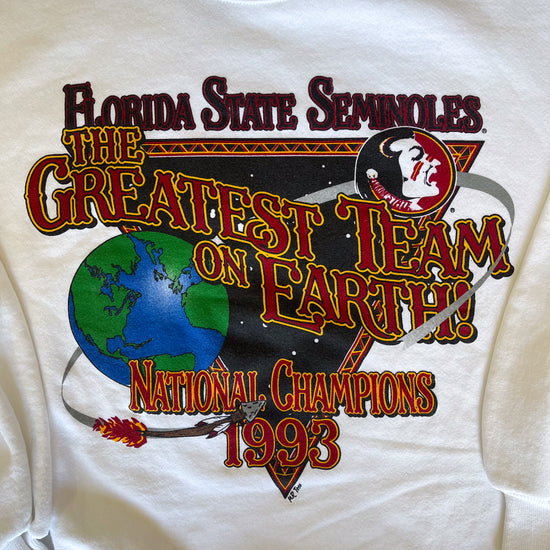 FLORIDA STATE SEMINOLES®
THE
GREATEST TEAM
ON EARTH!
NATIONAL CHAMPIONS
1993